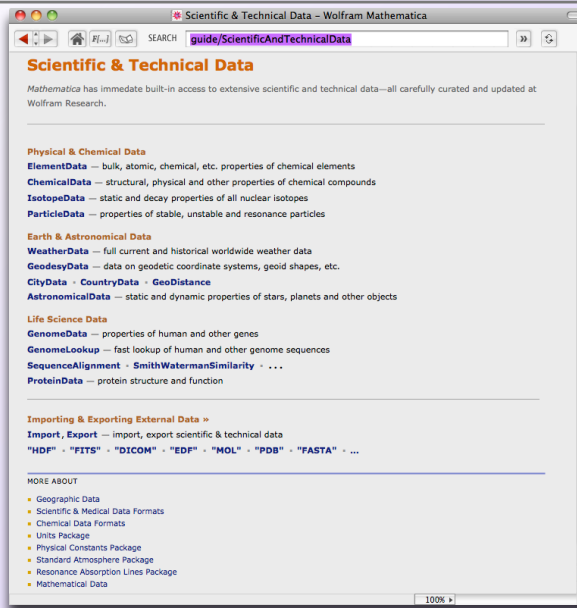 Scientific & Technical Data - Wolfram Mathematica
F[...] SEARCH guide/ScientificAndTechnicalData »
Scientific & Technical Data
Mathematica has immedate built-in access to extensive scientific and technical data—all carefully curated and updated at
Wolfram Research.
Physical & Chemical Data
ElementData — bulk, atomic, chemical, etc. properties of chemical elements
ChemicalData — structural, physical and other properties of chemical compounds
IsotopeData — static and decay properties of all nuclear isotopes
ParticleData — properties of stable, unstable and resonance particles
Earth & Astronomical Data
WeatherData — full current and historical worldwide weather data
GeodesyData — data on geodetic coordinate systems, geoid shapes, etc.
CityData ▪ CountryData ▪ GeoDistance
AstronomicalData — static and dynamic properties of stars, planets and other objects
Life Science Data
GenomeData — properties of human and other genes
GenomeLookup — fast lookup of human and other genome sequences
SequenceAlignment ▪ SmithWatermanSimilarity ▪ ...
ProteinData — protein structure and function
Importing & Exporting External Data »
Import, Export — import, export scientific & technical data
"HDF" ▪ "FITS" ▪ "DICOM" ▪ "EDF" ▪ "MOL" ▪ "PDB" ▪ "FASTA" ▪ ...
MORE ABOUT
▪ Geographic Data
▪ Scientific & Medical Data Formats
▪ Chemical Data Formats
▪ Units Package
▪ Physical Constants Package
▪ Standard Atmosphere Package
▪ Resonance Absorption Lines Package
▪ Mathematical Data
100%